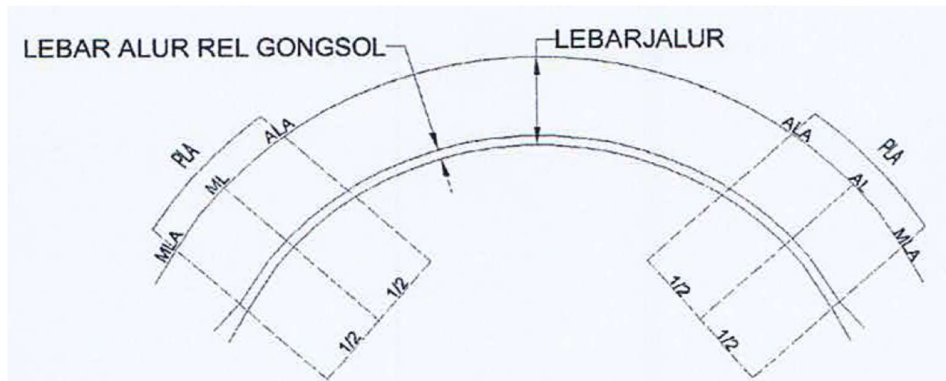 LEBAR ALUR REL GONGSOL
LEBARJALUR
PLA
ALA
ML
MLA
1/2
1/2
ALA
PLA
AL
MLA
1/2
1/2